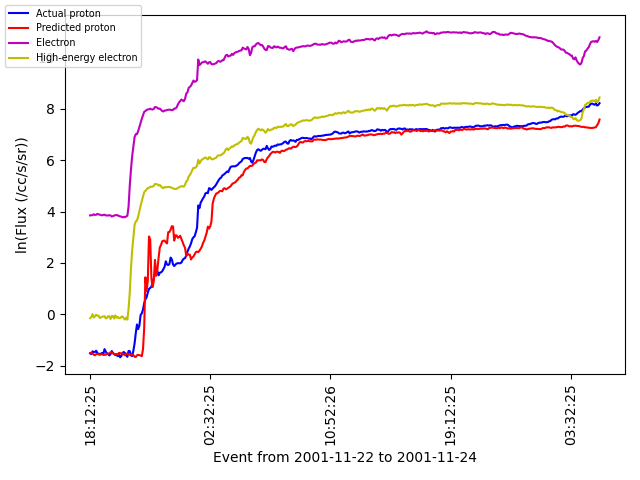 Actual proton
Predicted proton
Electron
High-energy electron
ln(Flux (/cc/s/sr))
8
6
4
2
0
−2
18:12:25
02:32:25
10:52:26
19:12:25
03:32:25
Event from 2001-11-22 to 2001-11-24